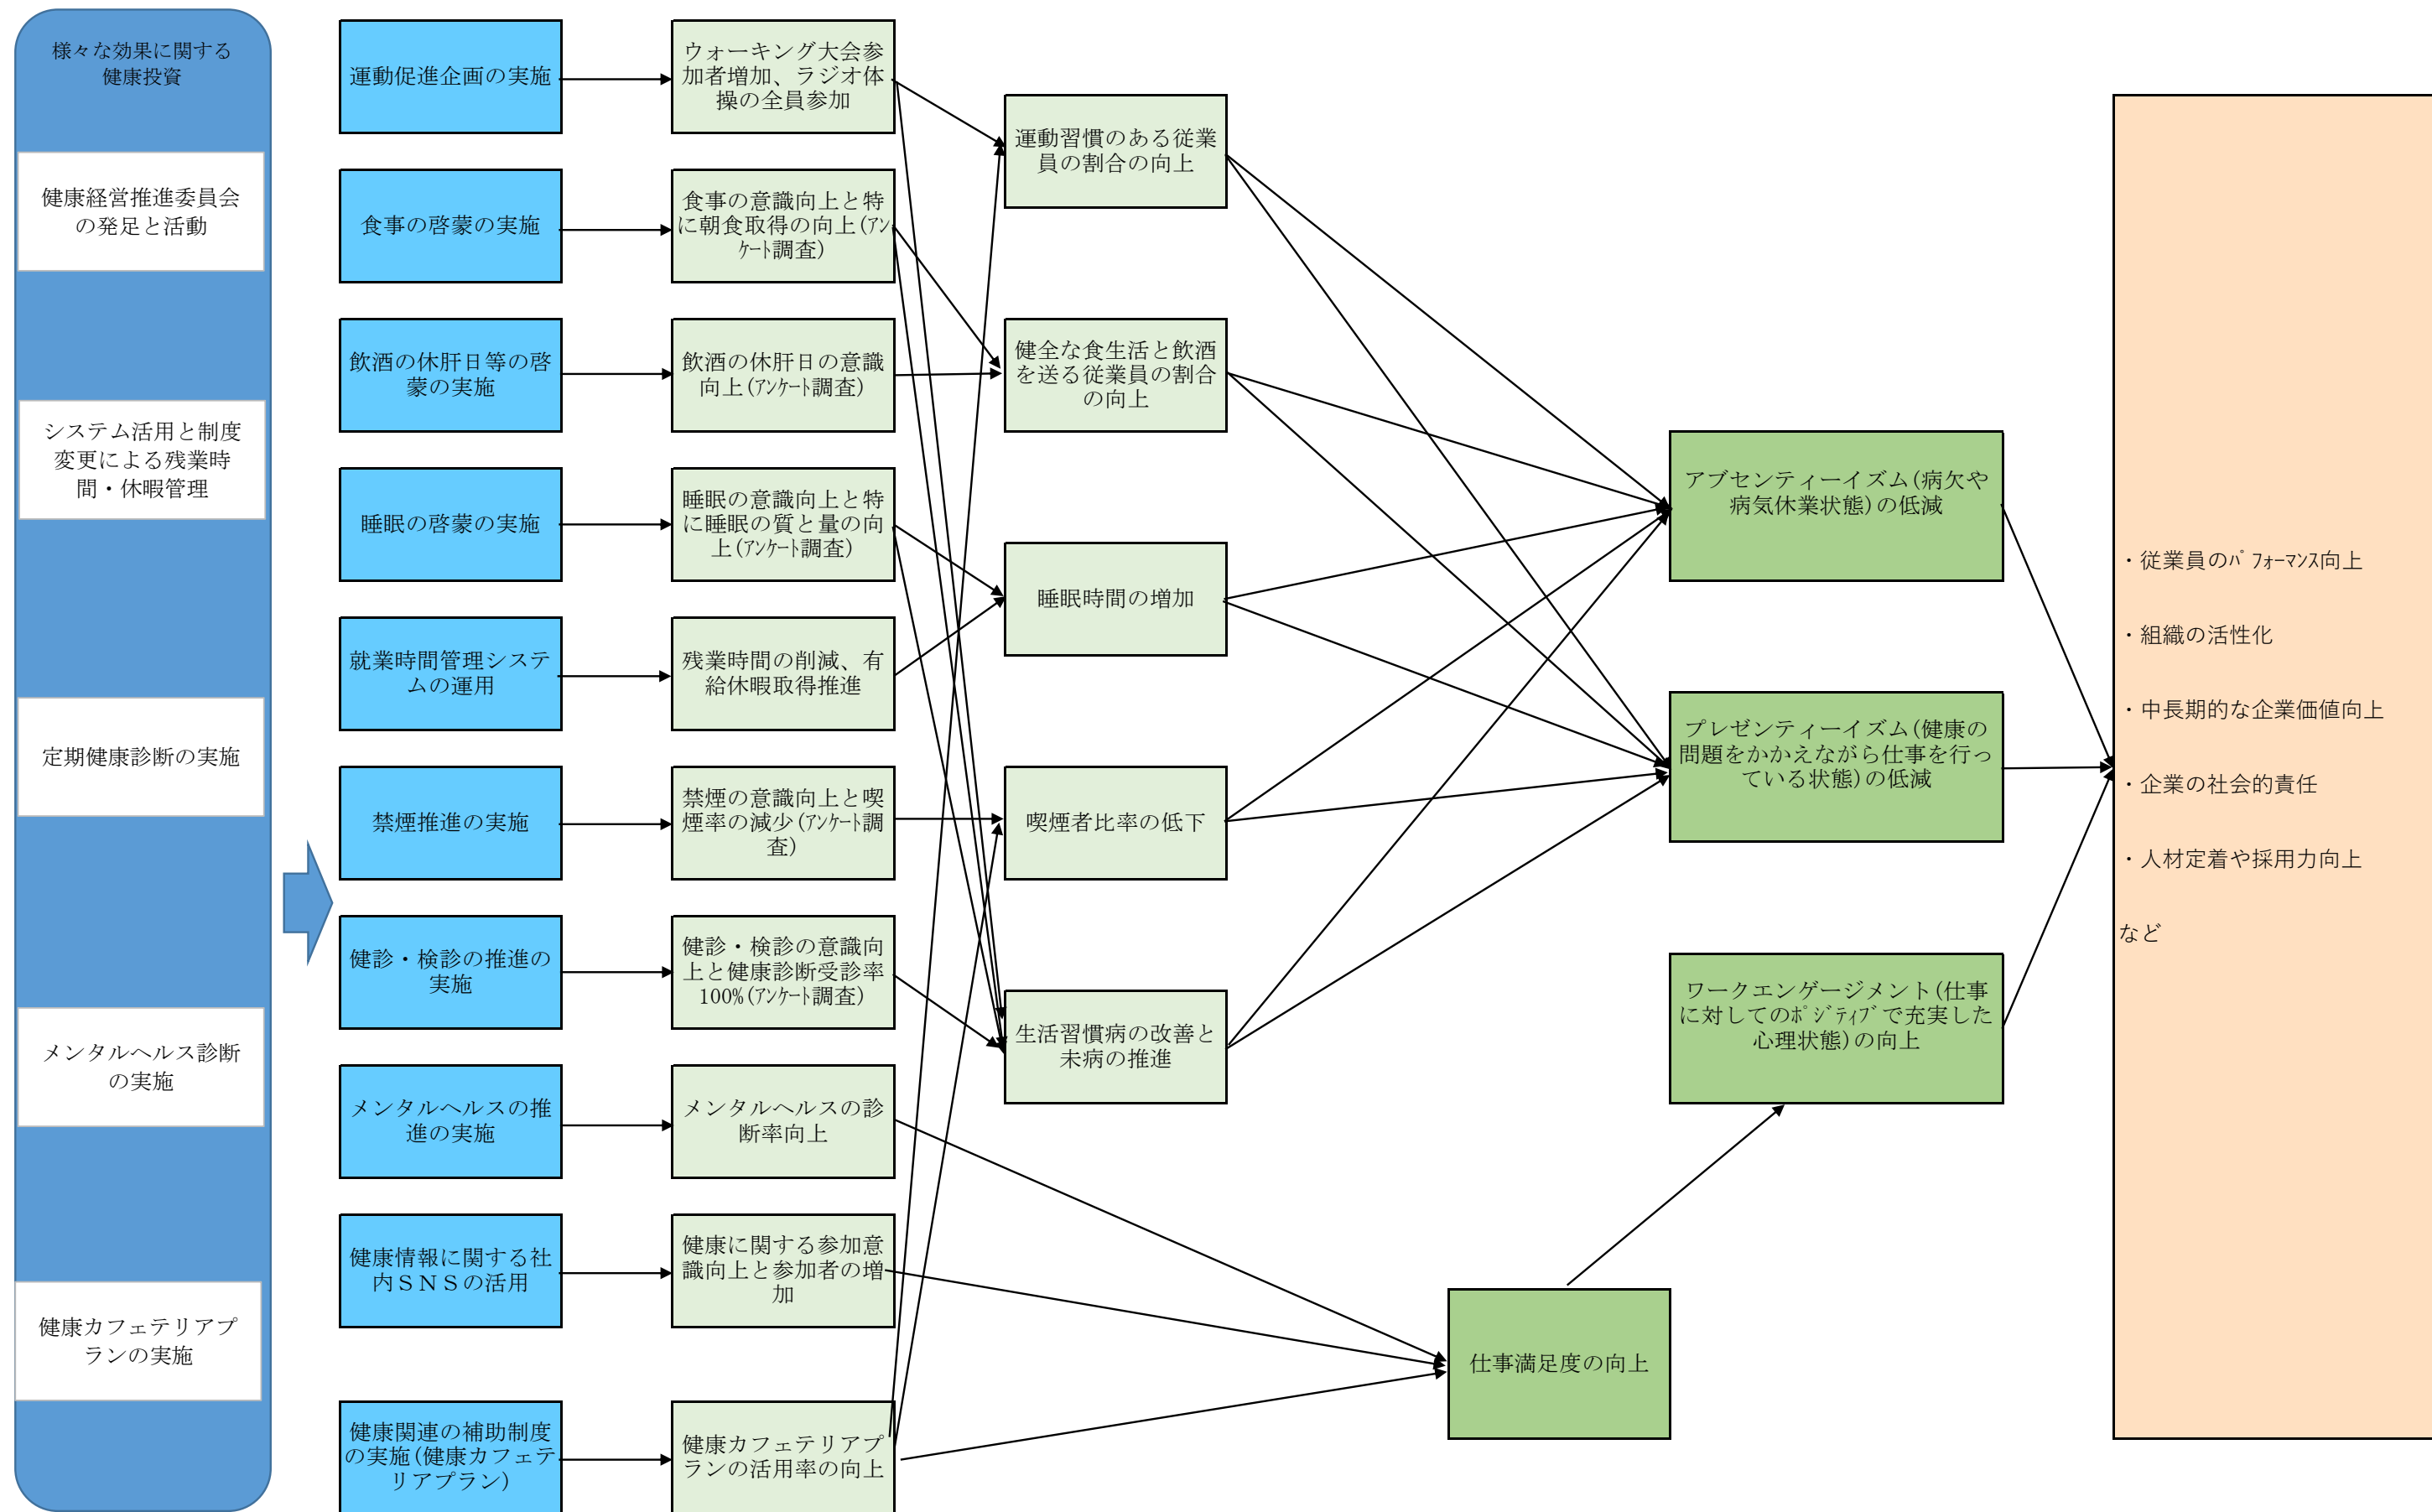 様々な効果に関する
健康投資
健康経営推進委員会
の発足と活動
システム活用と制度
変更による残業時
間・休暇管理
定期健康診断の実施
メンタルヘルス診断
の実施
健康カフェテリアプ
ランの実施
運動促進企画の実施
食事の啓蒙の実施
飲酒の休肝日等の啓
蒙の実施
睡眠の啓蒙の実施
就業時間管理システ
ムの運用
禁煙推進の実施
健診・検診の推進の
実施
メンタルヘルスの推
進の実施
健康情報に関する社
内ＳＮＳの活用
健康関連の補助制度
の実施(健康カフェテ
リアプラン)
ウォーキング大会参
加者増加、ラジオ体
操の全員参加
食事の意識向上と特
に朝食取得の向上(ｱﾝ
ｹｰﾄ調査)
飲酒の休肝日の意識
向上(ｱﾝｹｰﾄ調査)
睡眠の意識向上と特
に睡眠の質と量の向
上(ｱﾝｹｰﾄ調査)
残業時間の削減、有
給休暇取得推進
禁煙の意識向上と喫
煙率の減少(ｱﾝｹｰﾄ調
査)
健診・検診の意識向
上と健康診断受診率
100%(ｱﾝｹｰﾄ調査)
メンタルヘルスの診
断率向上
健康に関する参加意
識向上と参加者の増
加
健康カフェテリアプ
ランの活用率の向上
運動習慣のある従業
員の割合の向上
健全な食生活と飲酒
を送る従業員の割合
の向上
睡眠時間の増加
喫煙者比率の低下
生活習慣病の改善と
未病の推進
アブセンティーイズム(病欠や
病気休業状態)の低減
プレゼンティーイズム(健康の
問題をかかえながら仕事を行っ
ている状態)の低減
ワークエンゲージメント(仕事
に対してのﾎﾟｼﾞﾃｨﾌﾞで充実した
心理状態)の向上
仕事満足度の向上
・従業員のﾊﾟﾌｫｰﾏﾝｽ向上
・組織の活性化
・中長期的な企業価値向上
・企業の社会的責任
・人材定着や採用力向上
など